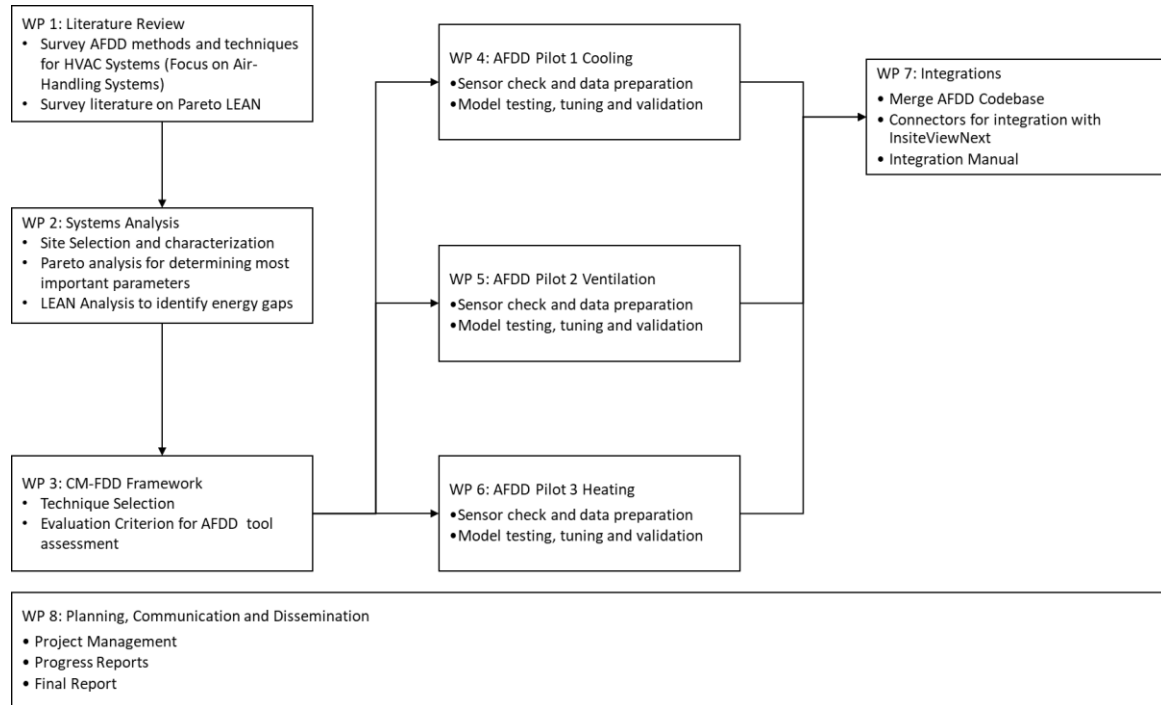 WP 1: Literature Review
• Survey AFDD methods and techniques
for HVAC Systems (Focus on Air-
Handling Systems)
• Survey literature on Pareto LEAN
WP 2: Systems Analysis
• Site Selection and characterization
• Pareto analysis for determining most
important parameters
• LEAN Analysis to identify energy gaps
WP 3: CM-FDD Framework
• Technique Selection
• Evaluation Criterion for AFDD tool
assessment
WP 4: AFDD Pilot 1 Cooling
•Sensor check and data preparation
•Model testing, tuning and validation
WP 5: AFDD Pilot 2 Ventilation
•Sensor check and data preparation
•Model testing, tuning and validation
WP 6: AFDD Pilot 3 Heating
•Sensor check and data preparation
•Model testing, tuning and validation
WP 7: Integrations
• Merge AFDD Codebase
• Connectors for integration with
InsiteViewNext
• Integration Manual
WP 8: Planning, Communication and Dissemination
• Project Management
• Progress Reports
• Final Report